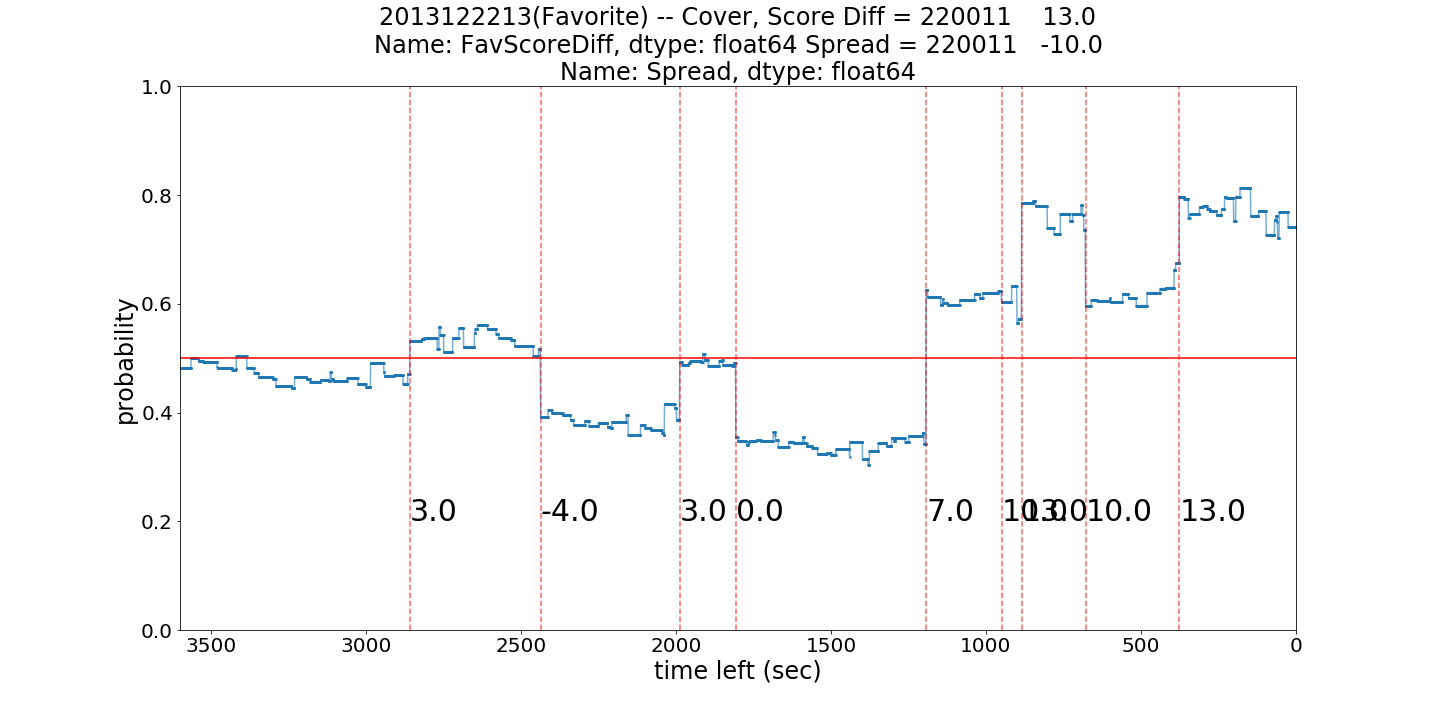 2013122213(Favorite) -- Cover, Score Diff = 220011    13.0
Name: FavScoreDiff, dtype: float64 Spread = 220011   -10.0
Name: Spread, dtype: float64
1.0
0.8
0.6
0.4
0.2
0.0
probability
3.0 -4.0 3.0 0.0 7.0 10.0 13.0 10.0 13.0
3500 3000 2500 2000 1500 1000 500 0
time left (sec)